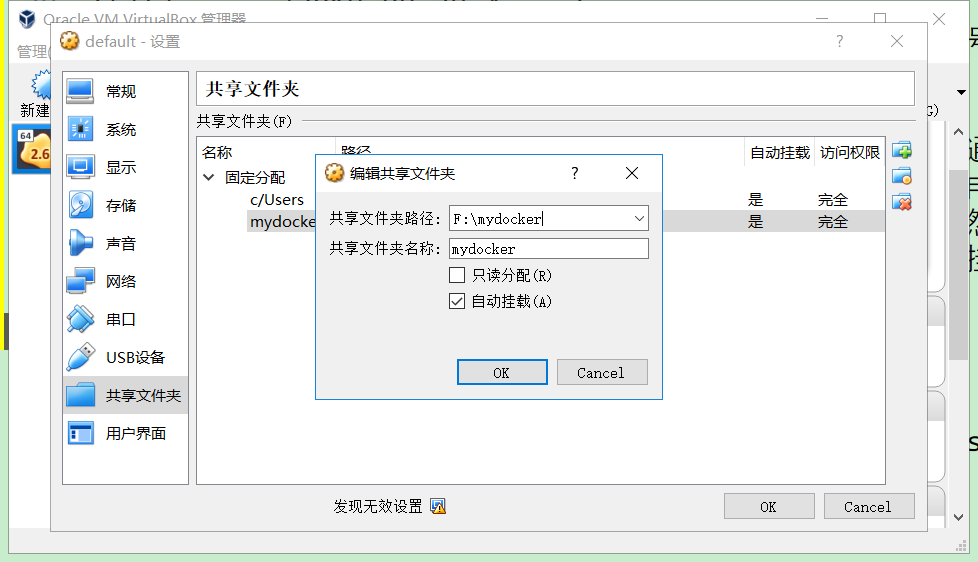 Oracle VM VirtualBox 管理器
管理(
default - 设置
?
新建
64
2.6
常规
系统
显示
存储
声音
网络
串口
USB设备
共享文件夹
用户界面
共享文件夹
共享文件夹(F)
名称 路径 自动挂载 访问权限
固定分配
c/Users 是 完全
mydocke 是 完全
编辑共享文件夹 ?
共享文件夹路径: F:\mydocker
共享文件夹名称: mydocker
只读分配(R)
自动挂载(A)
OK Cancel
发现无效设置
OK Cancel
G)